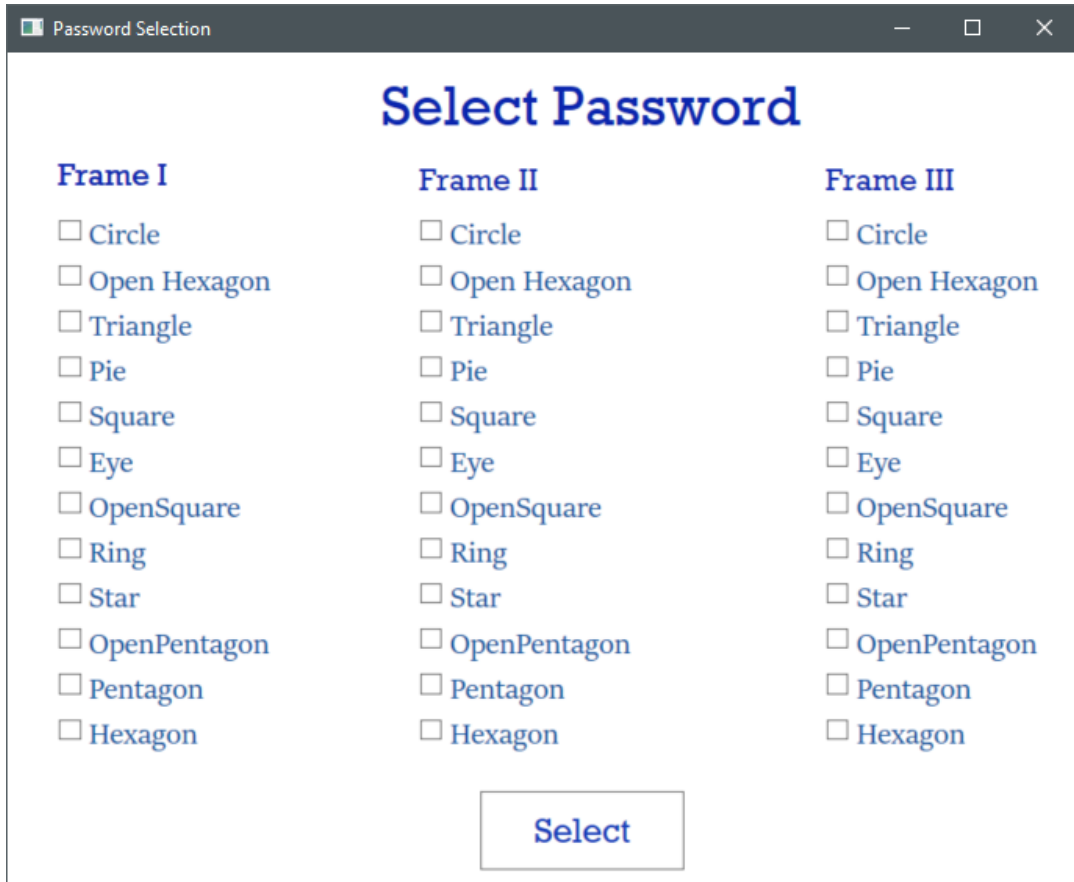 Password Selection
Select Password
Frame I
Circle
Open Hexagon
Triangle
Pie
Square
Eye
OpenSquare
Ring
Star
OpenPentagon
Pentagon
Hexagon
Frame II
Circle
Open Hexagon
Triangle
Pie
Square
Eye
OpenSquare
Ring
Star
OpenPentagon
Pentagon
Hexagon
Frame III
Circle
Open Hexagon
Triangle
Pie
Square
Eye
OpenSquare
Ring
Star
OpenPentagon
Pentagon
Hexagon
Select